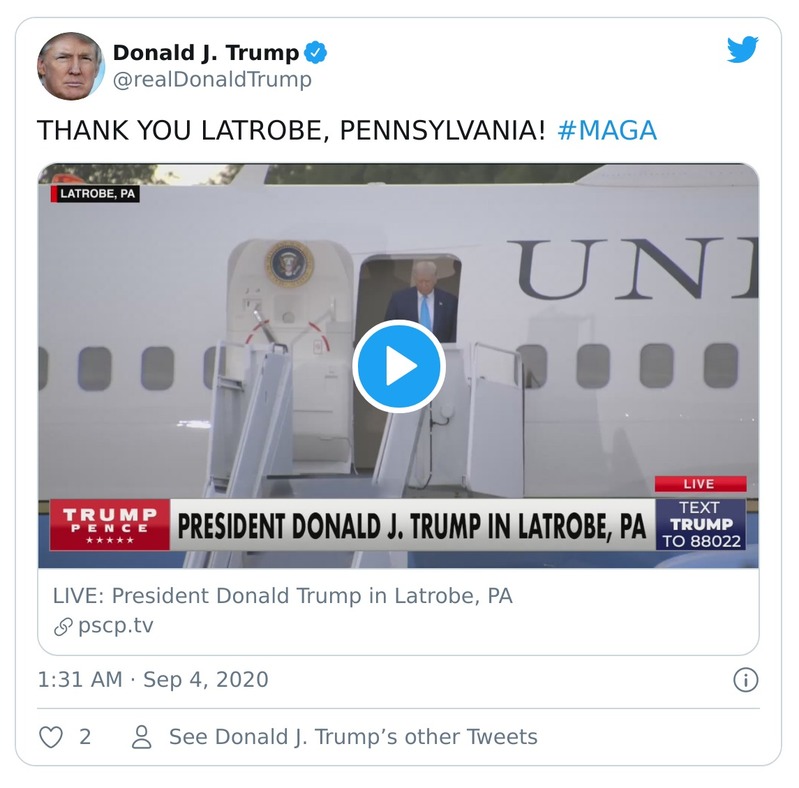 Donald J. Trump
@realDonaldTrump
THANK YOU LATROBE, PENNSYLVANIA! #MAGA
LATROBE, PA
UNI
LIVE
TRUMP
PENCE
PRESIDENT DONALD J. TRUMP IN LATROBE, PA
TEXT
TRUMP
TO 88022
LIVE: President Donald Trump in Latrobe, PA
pscp.tv
1:31 AM · Sep 4, 2020
2
See Donald J. Trump’s other Tweets